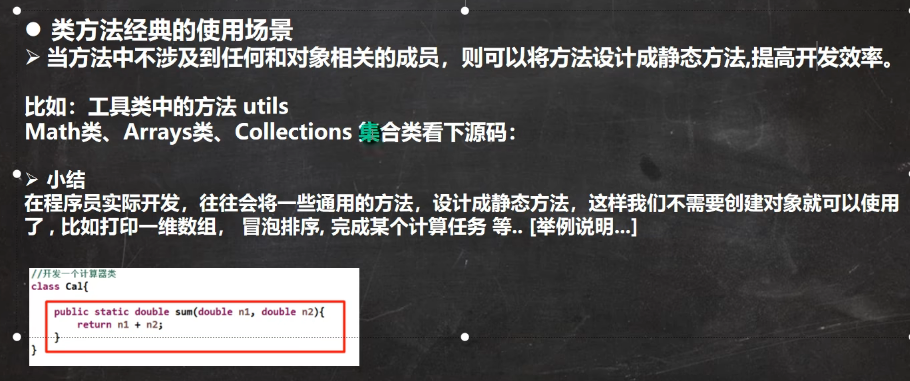 ● 类方法经典的使用场景
➢ 当方法中不涉及到任何和对象相关的成员，则可以将方法设计成静态方法,提高开发效率。
比如：工具类中的方法 utils
Math类、Arrays类、Collections 集合类看下源码：
➢ 小结
在程序员实际开发，往往会将一些通用的方法，设计成静态方法，这样我们不需要创建对象就可以使用
了，比如打印一维数组， 冒泡排序, 完成某个计算任务 等.. [举例说明...]
//开发一个计算器类
class Cal{
public static double sum(double n1, double n2){
return n1 + n2;
}
}